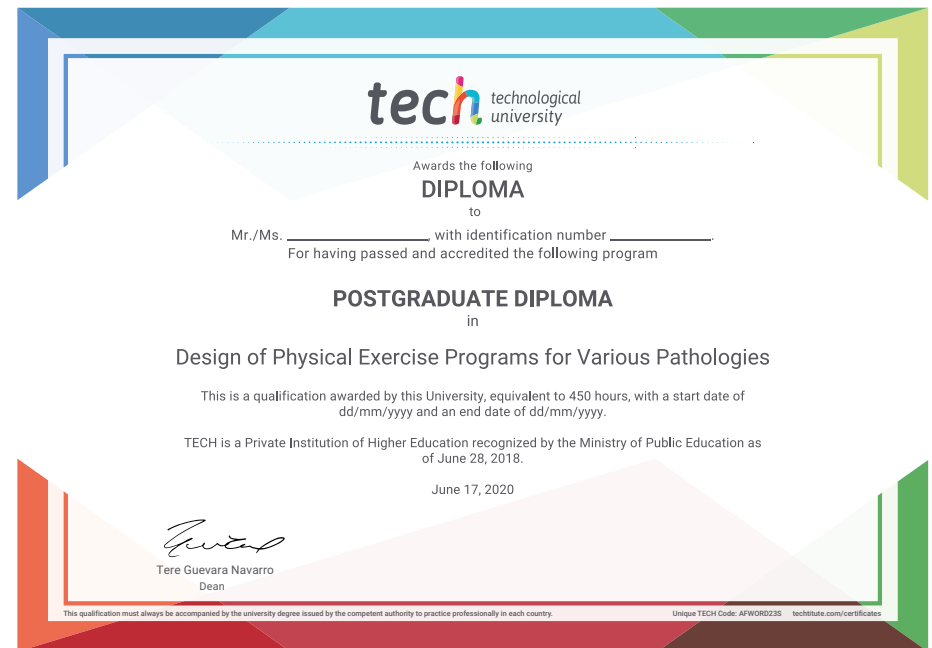 tech technological
university
Awards the following
DIPLOMA
to
Mr./Ms. ____________, with identification number ____________.
For having passed and accredited the following program
POSTGRADUATE DIPLOMA
in
Design of Physical Exercise Programs for Various Pathologies
This is a qualification awarded by this University, equivalent to 450 hours, with a start date of
dd/mm/yyyy and an end date of dd/mm/yyyy.
TECH is a Private Institution of Higher Education recognized by the Ministry of Public Education as
of June 28, 2018.
June 17, 2020
Tere Guevara Navarro
Dean
This qualification must always be accompanied by the university degree issued by the competent authority to practice professionally in each country. Unique TECH Code: AFWORD23S techtitute.com/certificates